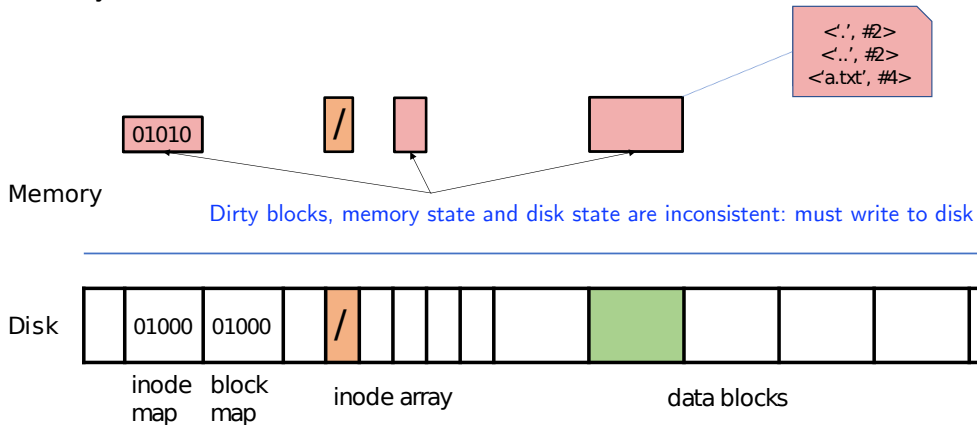 <'.', #2>
<'..', #2>
<'a.txt', #4>
01010
/
Memory
Dirty blocks, memory state and disk state are inconsistent: must write to disk
Disk
01000
01000
/
inode map
block map
inode array
data blocks